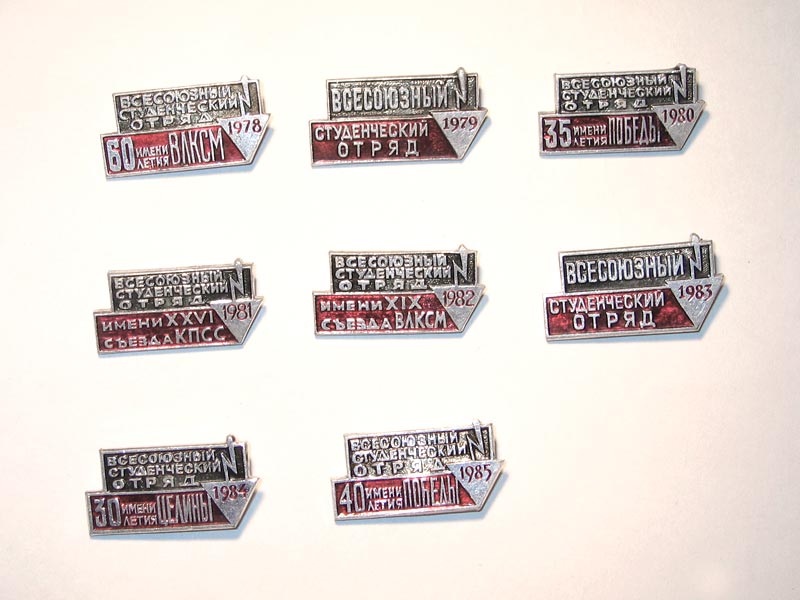 ВСЕСОЮЗНЫЙ
СТУДЕНЧЕСКИЙ
ОТРЯД
60 ИМЕНИ ЛЕТИЯ ВЛКСМ 1978
ВСЕСОЮЗНЫЙ
СТУДЕНЧЕСКИЙ 1979
ОТРЯД
ВСЕСОЮЗНЫЙ
СТУДЕНЧЕСКИЙ
ОТРЯД
35 ИМЕНИ ЛЕТИЯ ПОБЕДЫ 1980
ВСЕСОЮЗНЫЙ
СТУДЕНЧЕСКИЙ
ОТРЯД
ИМЕНИ XXVI 1981
СЪЕЗДА КПСС
ВСЕСОЮЗНЫЙ
СТУДЕНЧЕСКИЙ
ОТРЯД
ИМЕНИ XIX 1982
СЪЕЗДА ВЛКСМ
ВСЕСОЮЗНЫЙ
СТУДЕНЧЕСКИЙ 1983
ОТРЯД
ВСЕСОЮЗНЫЙ
СТУДЕНЧЕСКИЙ
ОТРЯД
30 ИМЕНИ ЛЕТИЯ ЦЕЛИНЫ 1984
ВСЕСОЮЗНЫЙ
СТУДЕНЧЕСКИЙ
ОТРЯД
40 ИМЕНИ ЛЕТИЯ ПОБЕДЫ 1985